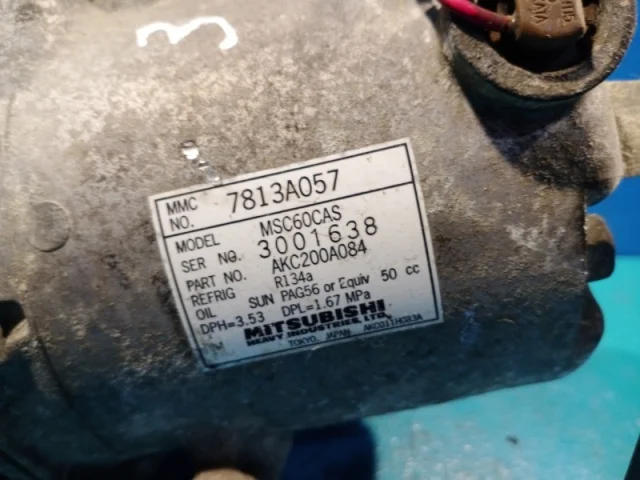 3
MMC NO. 7813A057
MODEL MSC60CAS
SER NO. 3001638
PART NO. AKC200A084
REFRIG R134a
OIL SUN PAG56 or Equiv 50 cc
DPH=3.53 DPL=1.67 MPa
MITSUBISHI
HEAVY INDUSTRIES, LTD.
TOKYO, JAPAN